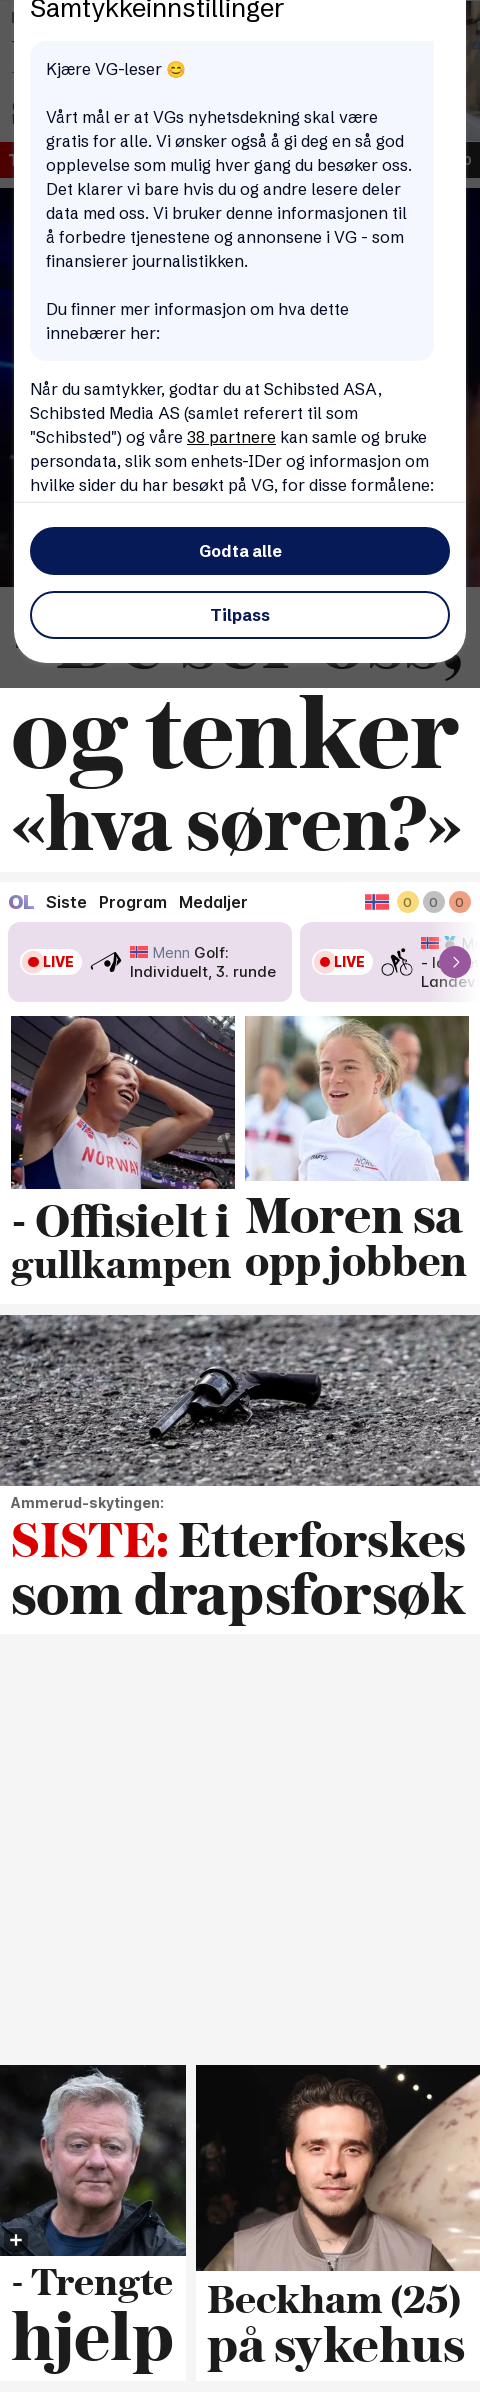 Samtykkeinnstillinger
Kjære VG-leser 😊
Vårt mål er at VGs nyhetsdekning skal være
gratis for alle. Vi ønsker også å gi deg en så god
opplevelse som mulig hver gang du besøker oss.
Det klarer vi bare hvis du og andre lesere deler
data med oss. Vi bruker denne informasjonen til
å forbedre tjenestene og annonsene i VG - som
finansierer journalistikken.
Du finner mer informasjon om hva dette
innebærer her:
Når du samtykker, godtar du at Schibsted ASA,
Schibsted Media AS (samlet referert til som
"Schibsted") og våre 38 partnere kan samle og bruke
persondata, slik som enhets-IDer og informasjon om
hvilke sider du har besøkt på VG, for disse formålene:
Godta alle
Tilpass
og tenker
«hva søren?»
OL Siste Program Medaljer 0 0 0
LIVE Menn Golf:
Individuelt, 3. runde
LIVE
NORWAY
- Offisielt i
gullkampen
Moren sa
opp jobben
Ammerud-skytingen:
SISTE: Etterforskes
som drapsforsøk
- Trengte
hjelp
Beckham (25)
på sykehus